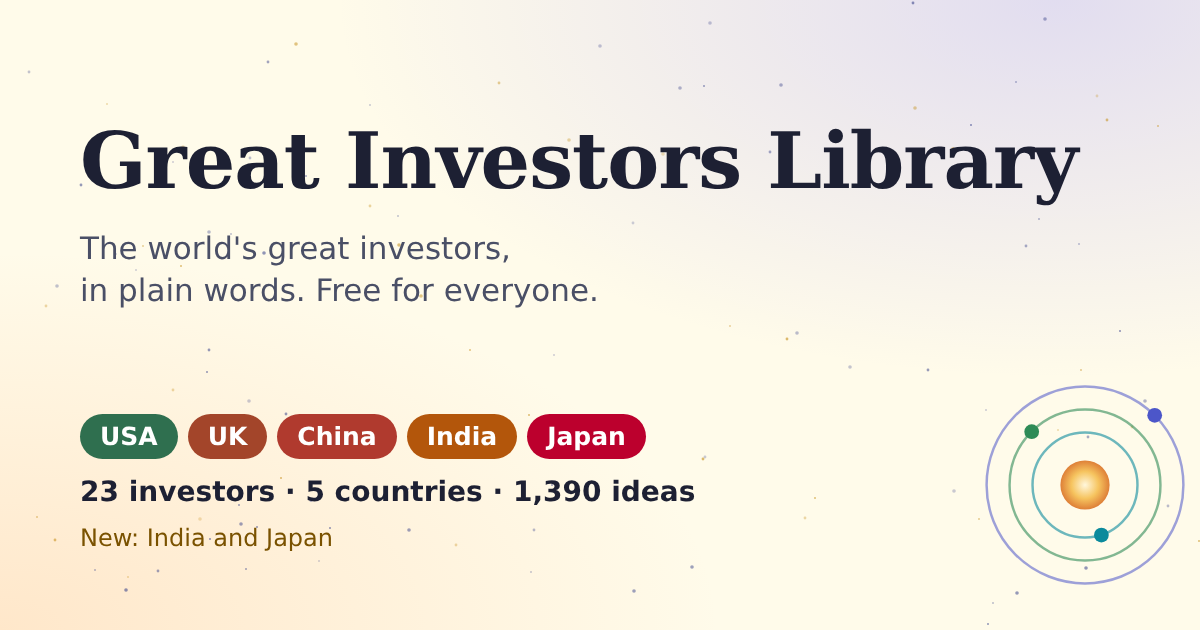 Great Investors Library
The world's great investors,
in plain words. Free for everyone.
USA UK China India Japan
23 investors · 5 countries · 1,390 ideas
New: India and Japan